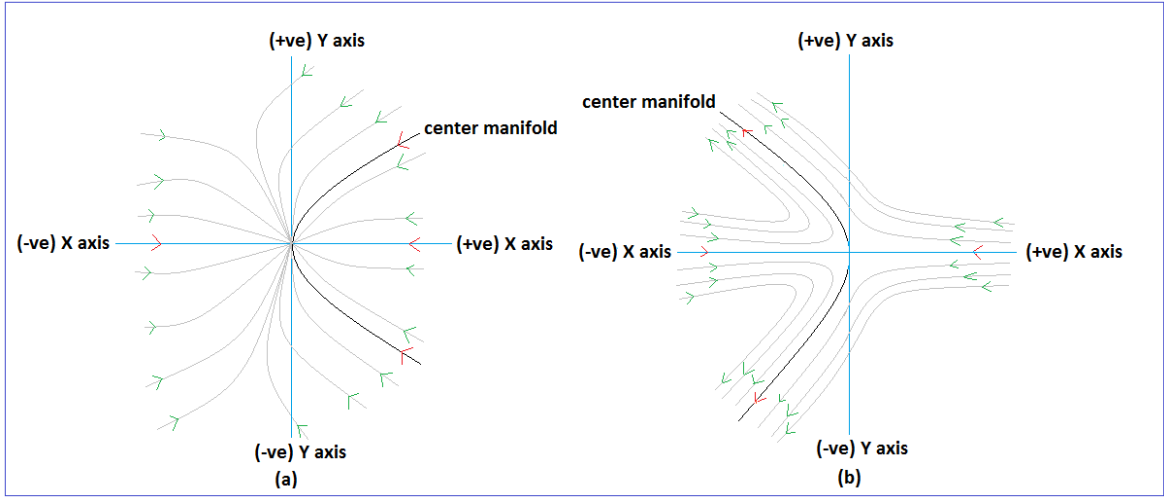 (+ve) Y axis
center manifold
(-ve) X axis
(+ve) X axis
(-ve) Y axis
(a)
(+ve) Y axis
center manifold
(-ve) X axis
(+ve) X axis
(-ve) Y axis
(b)